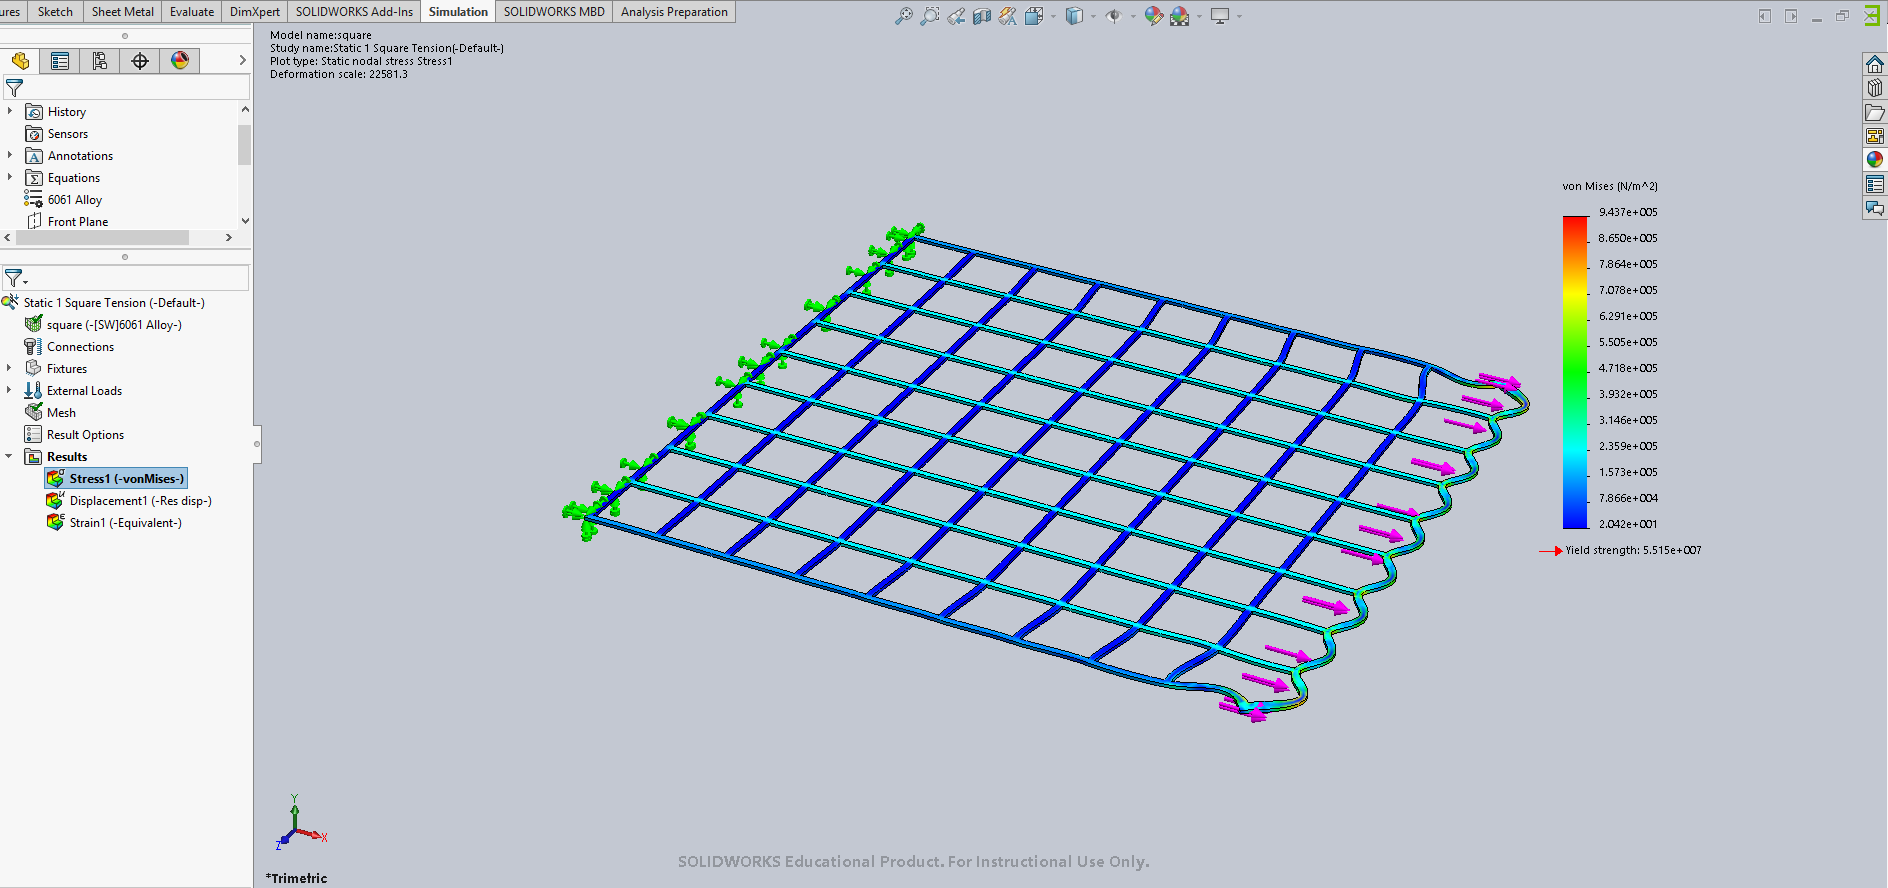 ures Sketch Sheet Metal Evaluate DimXpert SOLIDWORKS Add-Ins Simulation SOLIDWORKS MBD Analysis Preparation
Model name:square
Study name:Static 1 Square Tension(-Default-)
Plot type: Static nodal stress Stress1
Deformation scale: 22581.3
History
Sensors
Annotations
Equations
6061 Alloy
Front Plane
Static 1 Square Tension (-Default-)
square (-[SW]6061 Alloy-)
Connections
Fixtures
External Loads
Mesh
Result Options
Results
Stress1 (-vonMises-)
Displacement1 (-Res disp-)
Strain1 (-Equivalent-)
von Mises (N/m^2)
9.437e+005
8.650e+005
7.864e+005
7.078e+005
6.291e+005
5.505e+005
4.718e+005
3.932e+005
3.146e+005
2.359e+005
1.573e+005
7.866e+004
2.042e+001
Yield strength: 5.515e+007
Y
X
Z
SOLIDWORKS Educational Product. For Instructional Use Only.
*Trimetric